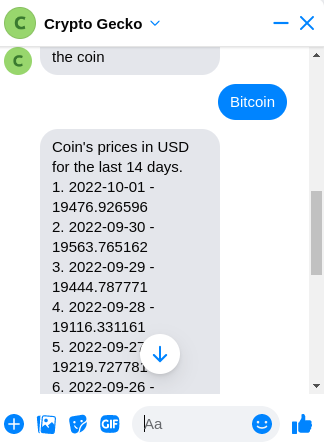 C Crypto Gecko
C the coin
Bitcoin
Coin's prices in USD
for the last 14 days.
1. 2022-10-01 -
19476.926596
2. 2022-09-30 -
19563.765162
3. 2022-09-29 -
19444.787771
4. 2022-09-28 -
19116.331161
5. 2022-09-27
19219.727781
6. 2022-09-26 -
GIF Aa